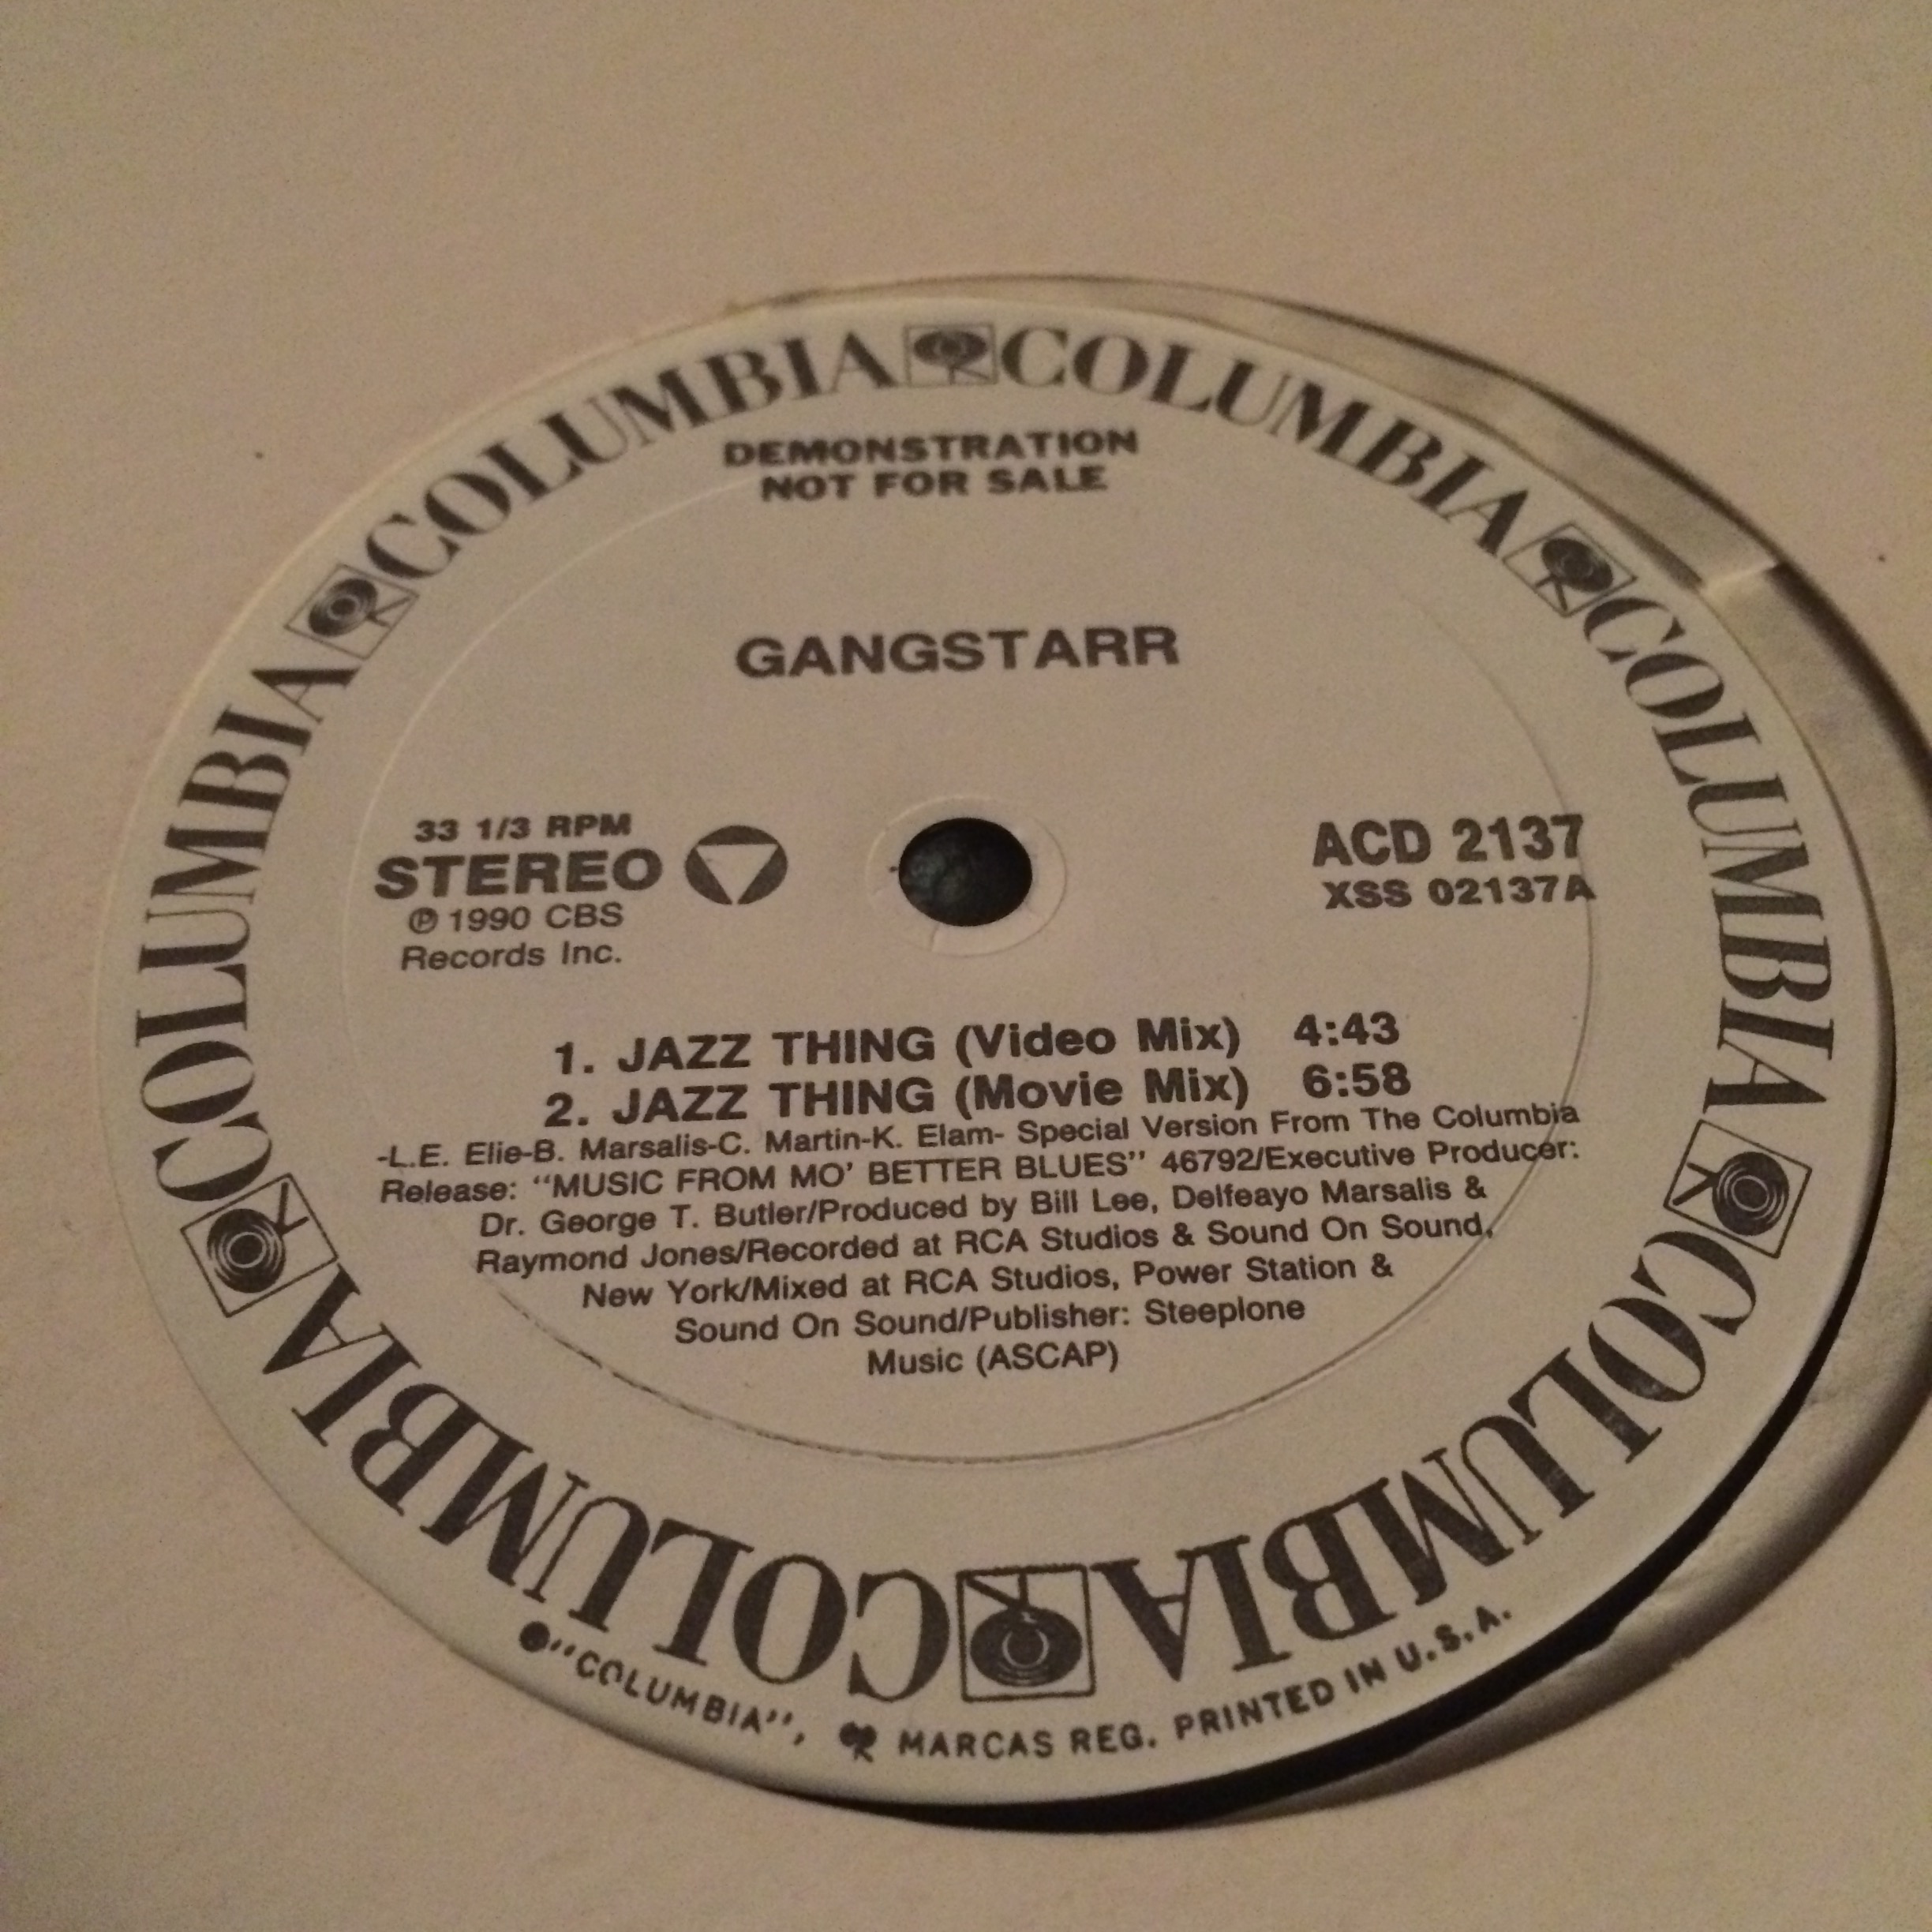 COLUMBIA COLUMBIA COLUMBIA COLUMBIA COLUMBIA COLUMBIA
DEMONSTRATION
NOT FOR SALE
GANGSTARR
33 1/3 RPM
STEREO
℗ 1990 CBS
Records Inc.
ACD 2137
XSS 02137A
1. JAZZ THING (Video Mix) 4:43
2. JAZZ THING (Movie Mix) 6:58
-L.E. Elie-B. Marsalis-C. Martin-K. Elam- Special Version From The Columbia
Release: "MUSIC FROM MO' BETTER BLUES" 46792/Executive Producer:
Dr. George T. Butler/Produced by Bill Lee, Delfeayo Marsalis &
Raymond Jones/Recorded at RCA Studios & Sound On Sound,
New York/Mixed at RCA Studios, Power Station &
Sound On Sound/Publisher: Steeplone
Music (ASCAP)
●"COLUMBIA", MARCAS REG. PRINTED IN U.S.A.